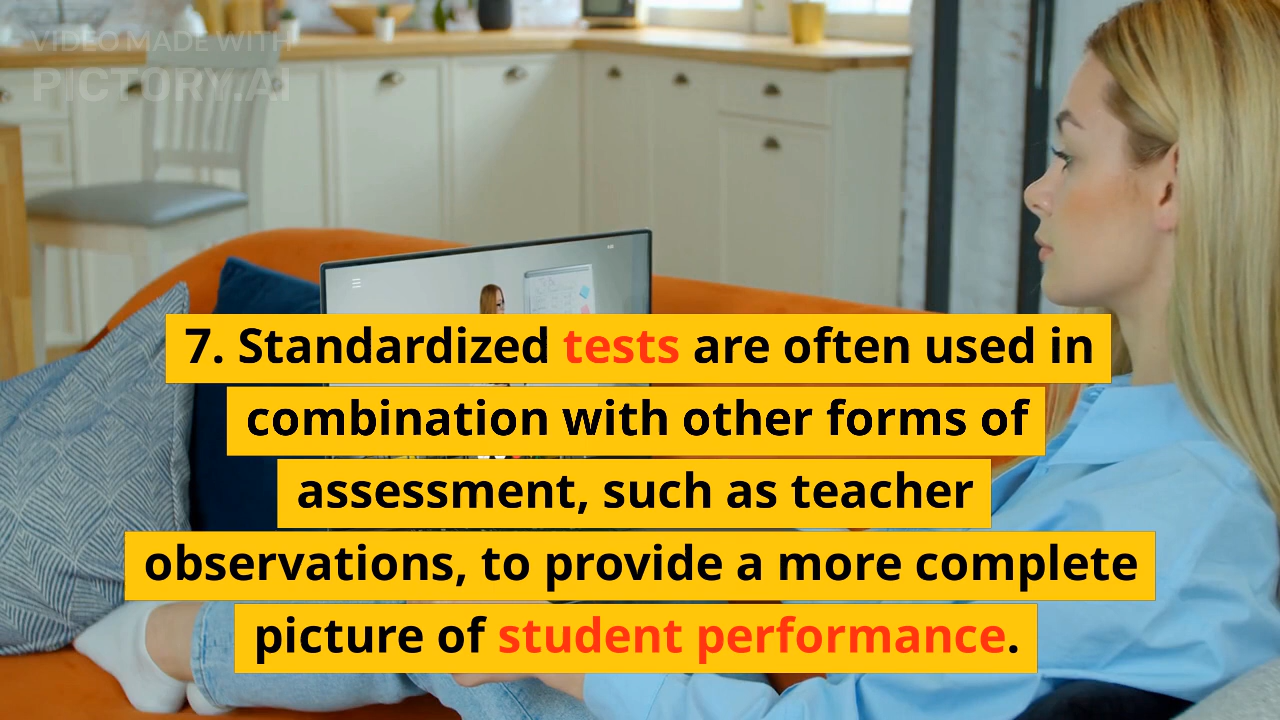 VIDEO MADE WITH
PICTORY.AI
7. Standardized tests are often used in
combination with other forms of
assessment, such as teacher
observations, to provide a more complete
picture of student performance.